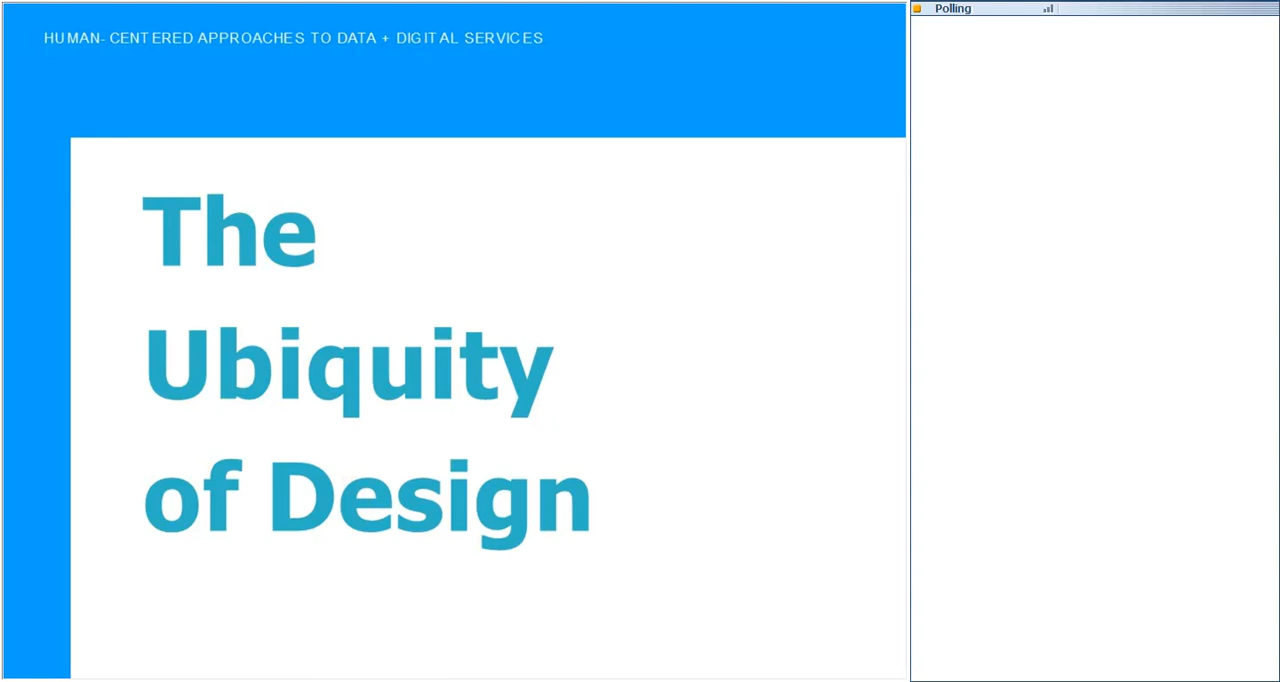 HUMAN- CENTERED APPROACHES TO DATA + DIGITAL SERVICES
Polling
The
Ubiquity
of Design